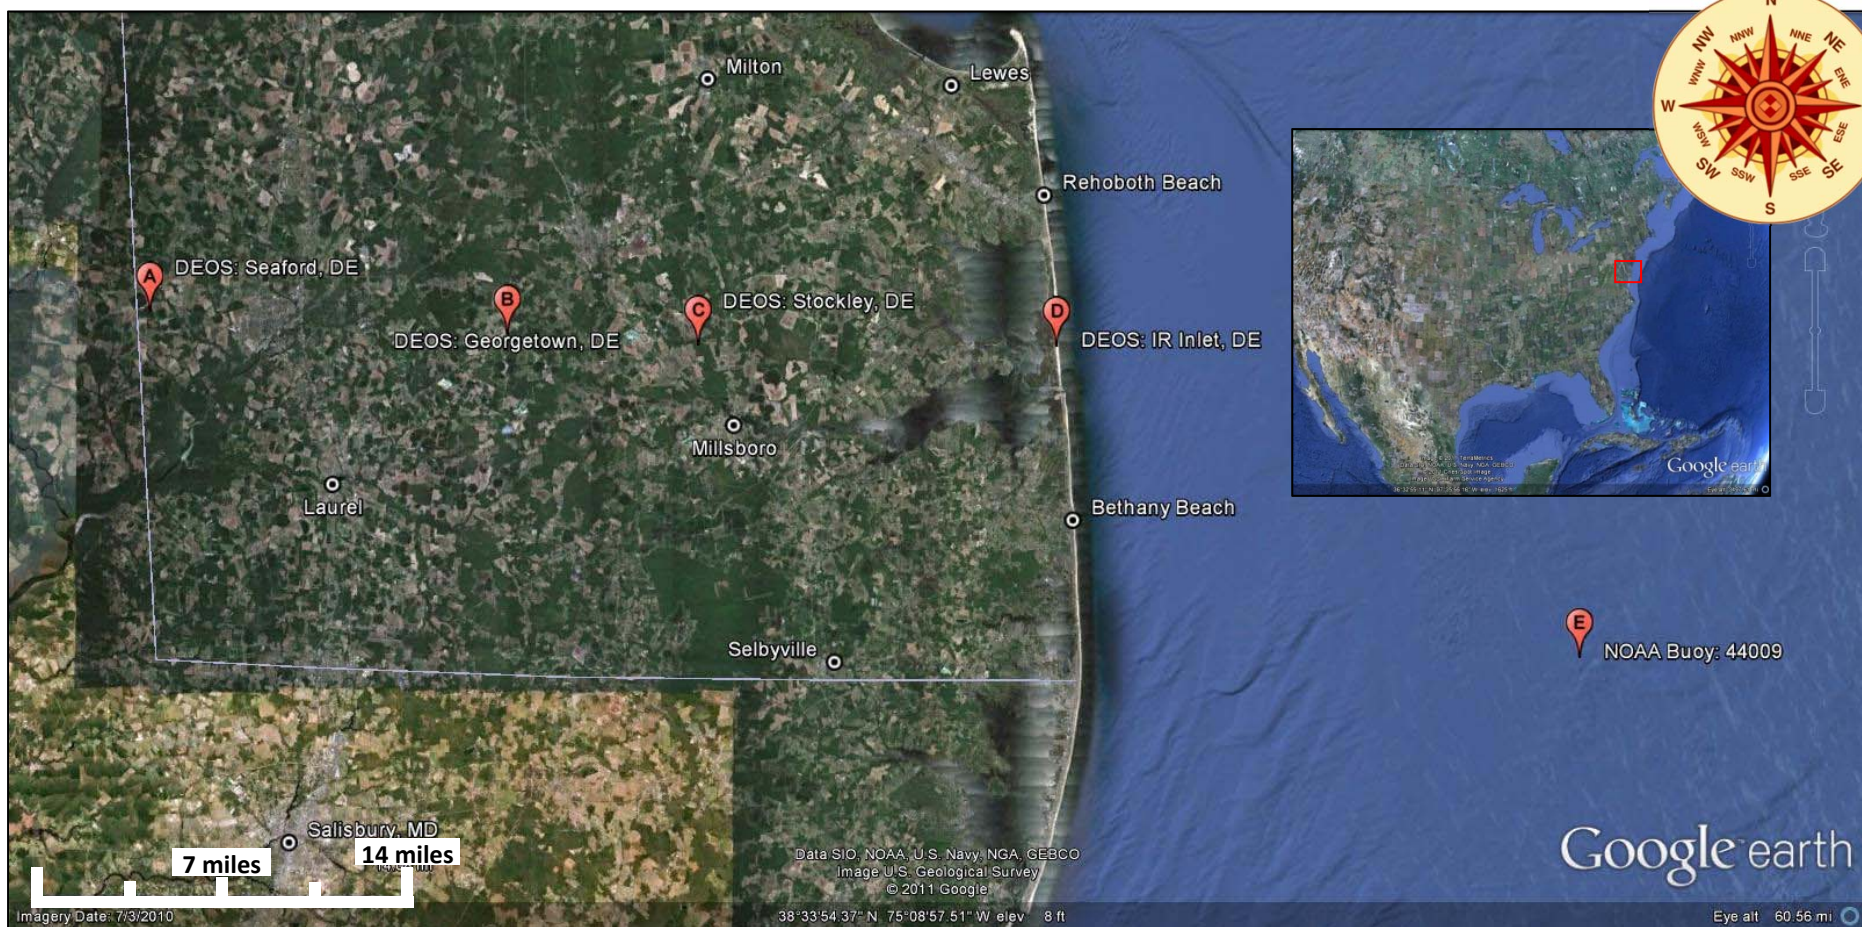 N
NNW
NNE
NW
NE
WNW
ENE
W
WSW
ESE
SW
SE
SSW
SSE
S
Milton
Lewes
Rehoboth Beach
A
DEOS: Seaford, DE
B
DEOS: Georgetown, DE
C
DEOS: Stockley, DE
D
DEOS: IR Inlet, DE
Millsboro
Laurel
Bethany Beach
Google earth
E
NOAA Buoy: 44009
Selbyville
Salisbury, MD
7 miles
14 miles
Data SIO, NOAA, U.S. Navy, NGA, GEBCO
Image U.S. Geological Survey
© 2011 Google
Google earth
Imagery Date: 7/3/2010
38°33'54.37" N 75°08'57.51" W elev 8 ft
Eye alt 60.56 mi